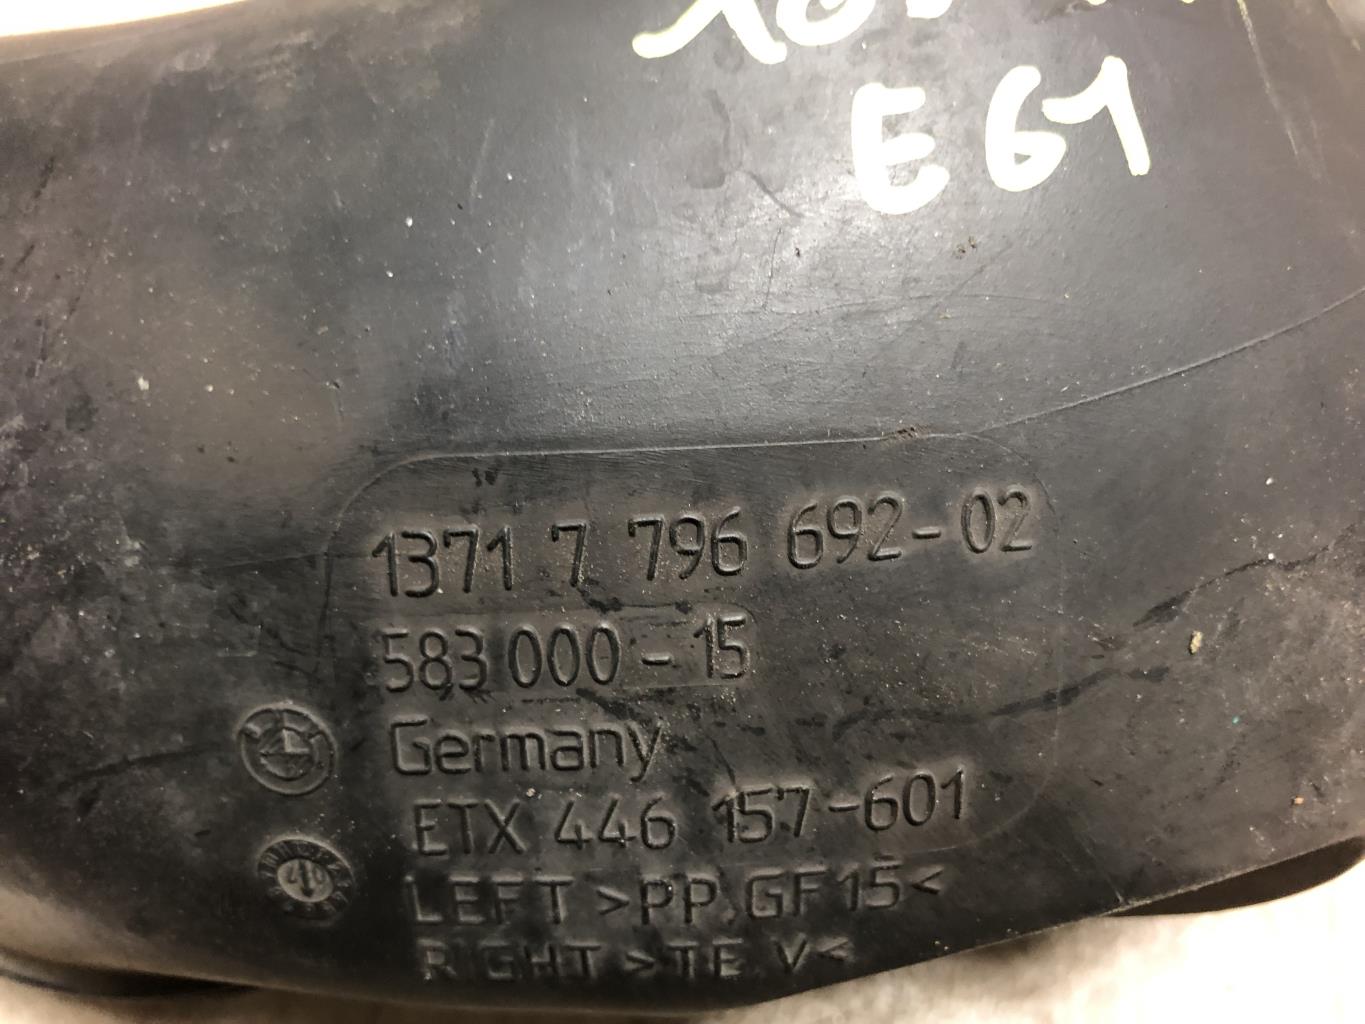 E61
1371 7 796 692-02
583 000-15
Germany
ETX 446 157-601
LEFT >PP,GF15<
RIGHT >TE V<